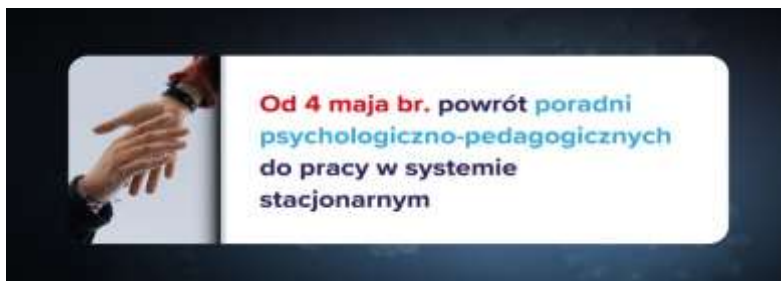 Od 4 maja br. powrót poradni
psychologiczno-pedagogicznych
do pracy w systemie
stacjonarnym